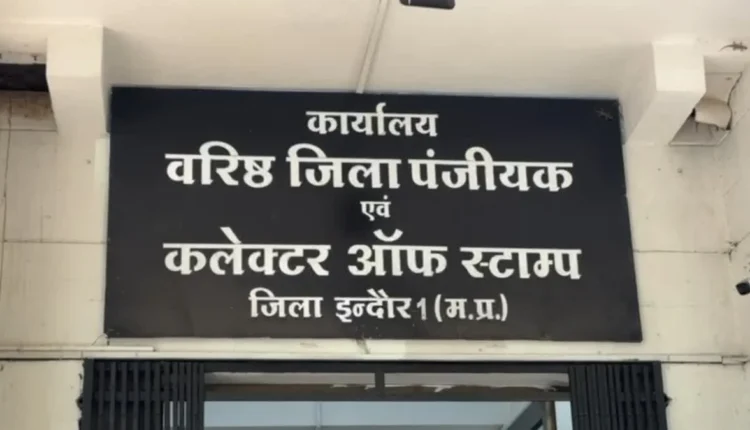 कार्यालय
वरिष्ठ जिला पंजीयक
एवं
कलेक्टर ऑफ स्टाम्प
जिला इन्दौर 1 (म.प्र.)